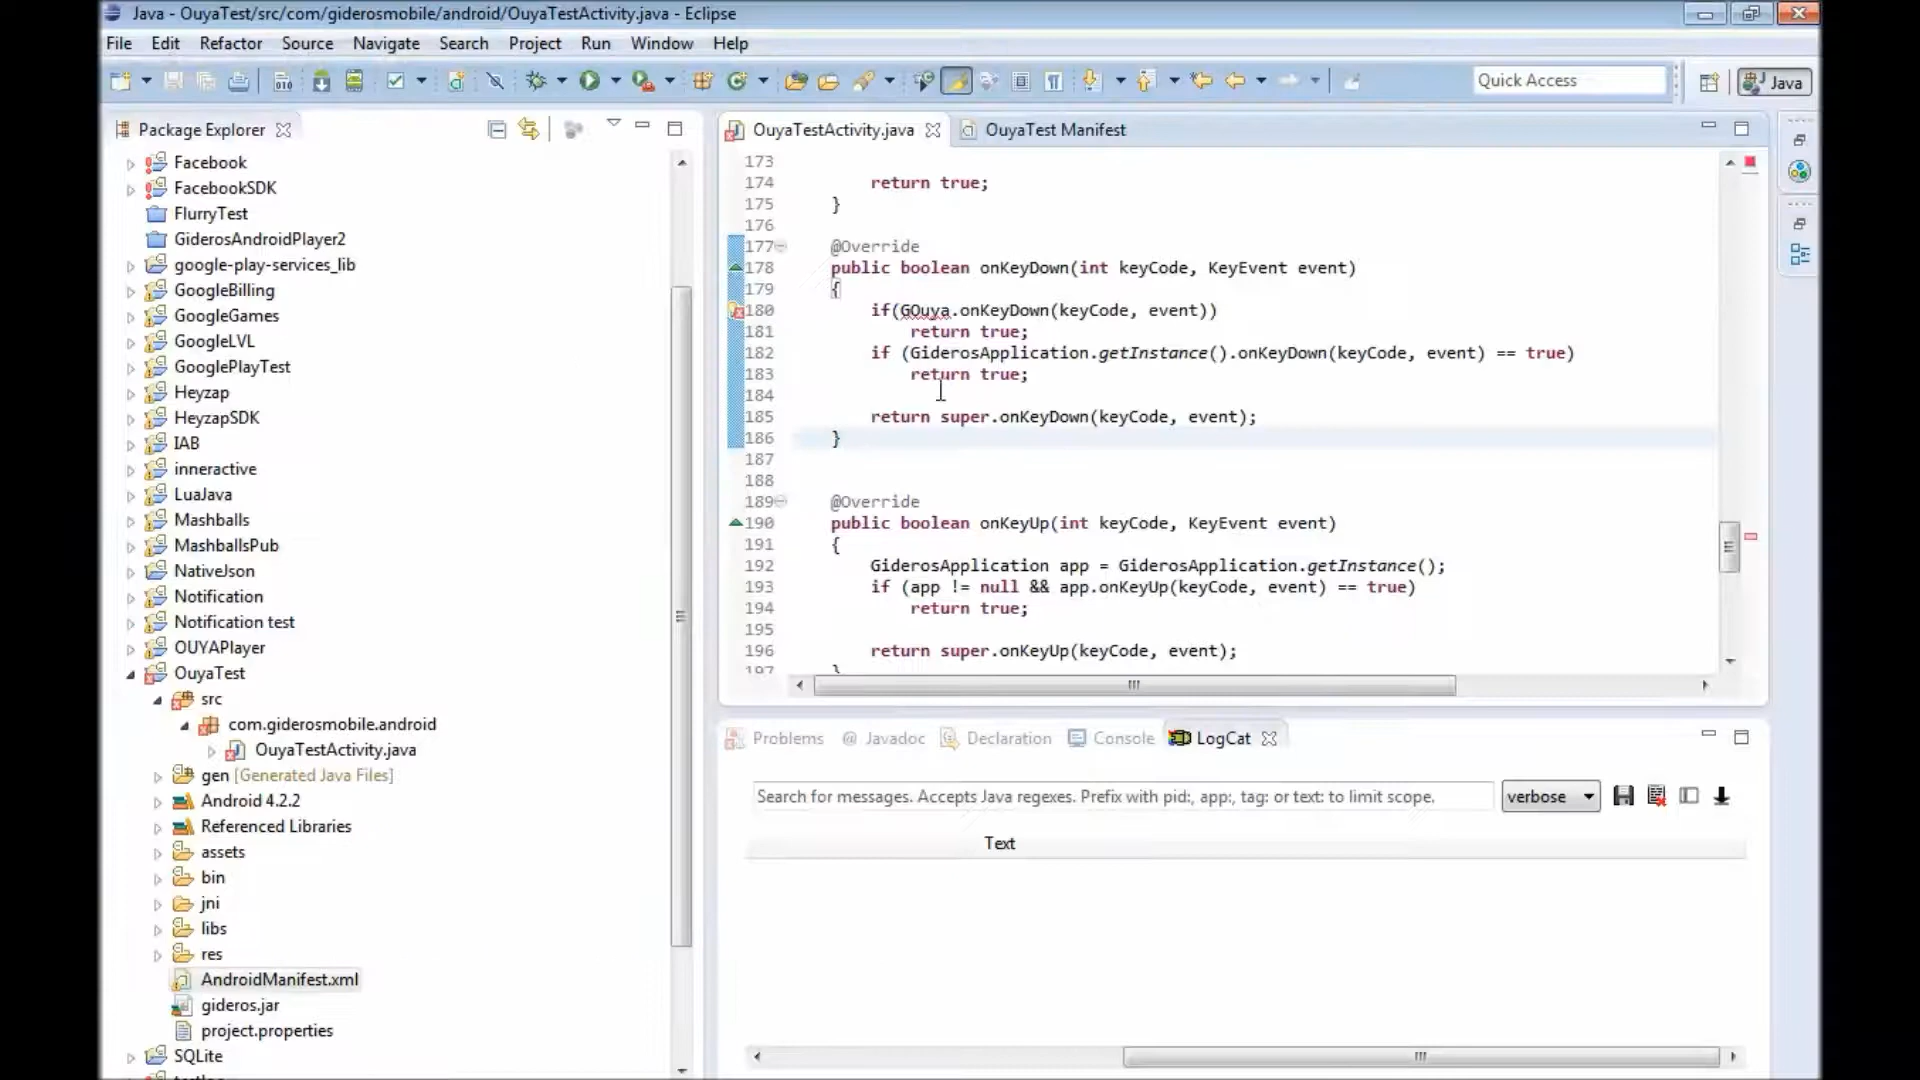 Java - OuyaTest/src/com/giderosmobile/android/OuyaTestActivity.java - Eclipse
File Edit Refactor Source Navigate Search Project Run Window Help
Quick Access
Java
Package Explorer
Facebook
FacebookSDK
FlurryTest
GiderosAndroidPlayer2
google-play-services_lib
GoogleBilling
GoogleGames
GoogleLVL
GooglePlayTest
Heyzap
HeyzapSDK
IAB
inneractive
LuaJava
Mashballs
MashballsPub
NativeJson
Notification
Notification test
OUYAPlayer
OuyaTest
src
com.giderosmobile.android
OuyaTestActivity.java
gen [Generated Java Files]
Android 4.2.2
Referenced Libraries
assets
bin
jni
libs
res
AndroidManifest.xml
gideros.jar
project.properties
SQLite
OuyaTestActivity.java OuyaTest Manifest
173
174 return true;
175 }
176
177 @Override
178 public boolean onKeyDown(int keyCode, KeyEvent event)
179 {
180 if(GOuya.onKeyDown(keyCode, event))
181 return true;
182 if (GiderosApplication.getInstance().onKeyDown(keyCode, event) == true)
183 return true;
184
185 return super.onKeyDown(keyCode, event);
186 }
187
188
189 @Override
190 public boolean onKeyUp(int keyCode, KeyEvent event)
191 {
192 GiderosApplication app = GiderosApplication.getInstance();
193 if (app != null && app.onKeyUp(keyCode, event) == true)
194 return true;
195
196 return super.onKeyUp(keyCode, event);
197 }
Problems @ Javadoc Declaration Console LogCat
Search for messages. Accepts Java regexes. Prefix with pid:, app:, tag: or text: to limit scope.
verbose
Text